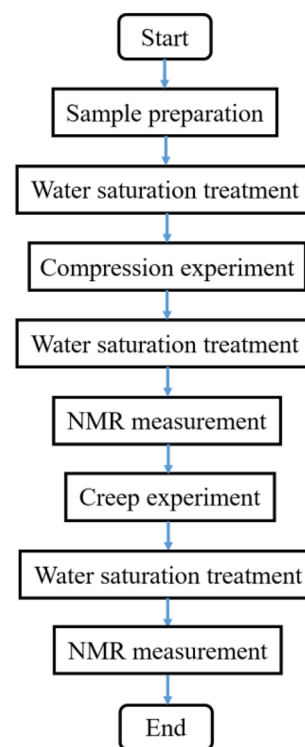 Start
Sample preparation
Water saturation treatment
Compression experiment
Water saturation treatment
NMR measurement
Creep experiment
Water saturation treatment
NMR measurement
End